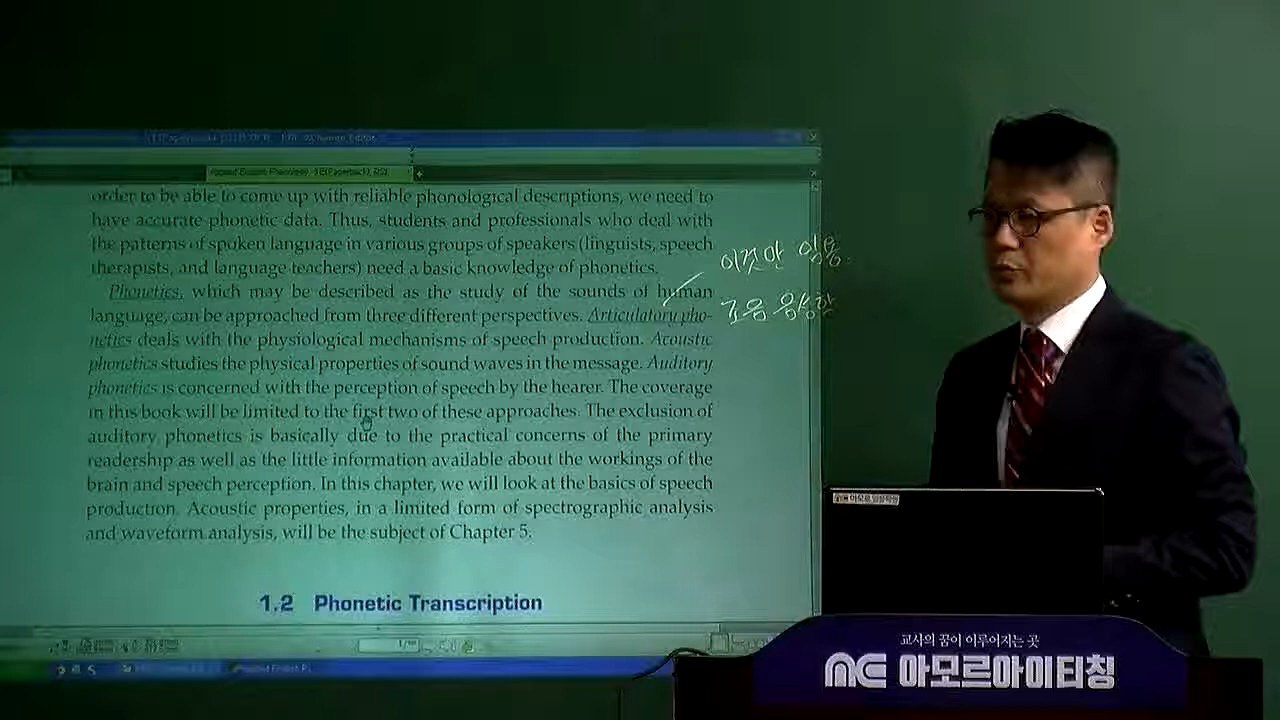 Applied English Phonology
order to be able to come up with reliable phonological descriptions, we need to
have accurate phonetic data. Thus, students and professionals who deal with
the patterns of spoken language in various groups of speakers (linguists, speech
therapists, and language teachers) need a basic knowledge of phonetics.
Phonetics, which may be described as the study of the sounds of human
language, can be approached from three different perspectives. Articulatory pho-
netics deals with the physiological mechanisms of speech production. Acoustic
phonetics studies the physical properties of sound waves in the message. Auditory
phonetics is concerned with the perception of speech by the hearer. The coverage
in this book will be limited to the first two of these approaches. The exclusion of
auditory phonetics is basically due to the practical concerns of the primary
readership as well as the little information available about the workings of the
brain and speech perception. In this chapter, we will look at the basics of speech
production. Acoustic properties, in a limited form of spectrographic analysis
and waveform analysis, will be the subject of Chapter 5.
1.2 Phonetic Transcription
이것만 임용
조음 음성학
교사의 꿈이 이루어지는 곳
아모르아이티칭